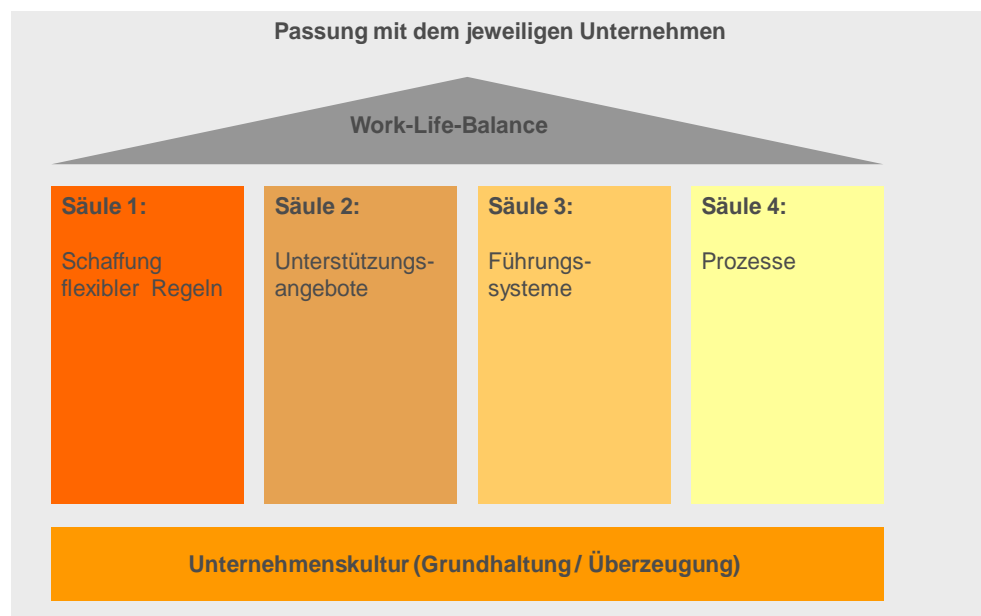 Passung mit dem jeweiligen Unternehmen
Work-Life-Balance
Säule 1:
Schaffung
flexibler Regeln
Säule 2:
Unterstützungs-
angebote
Säule 3:
Führungs-
systeme
Säule 4:
Prozesse
Unternehmenskultur (Grundhaltung / Überzeugung)